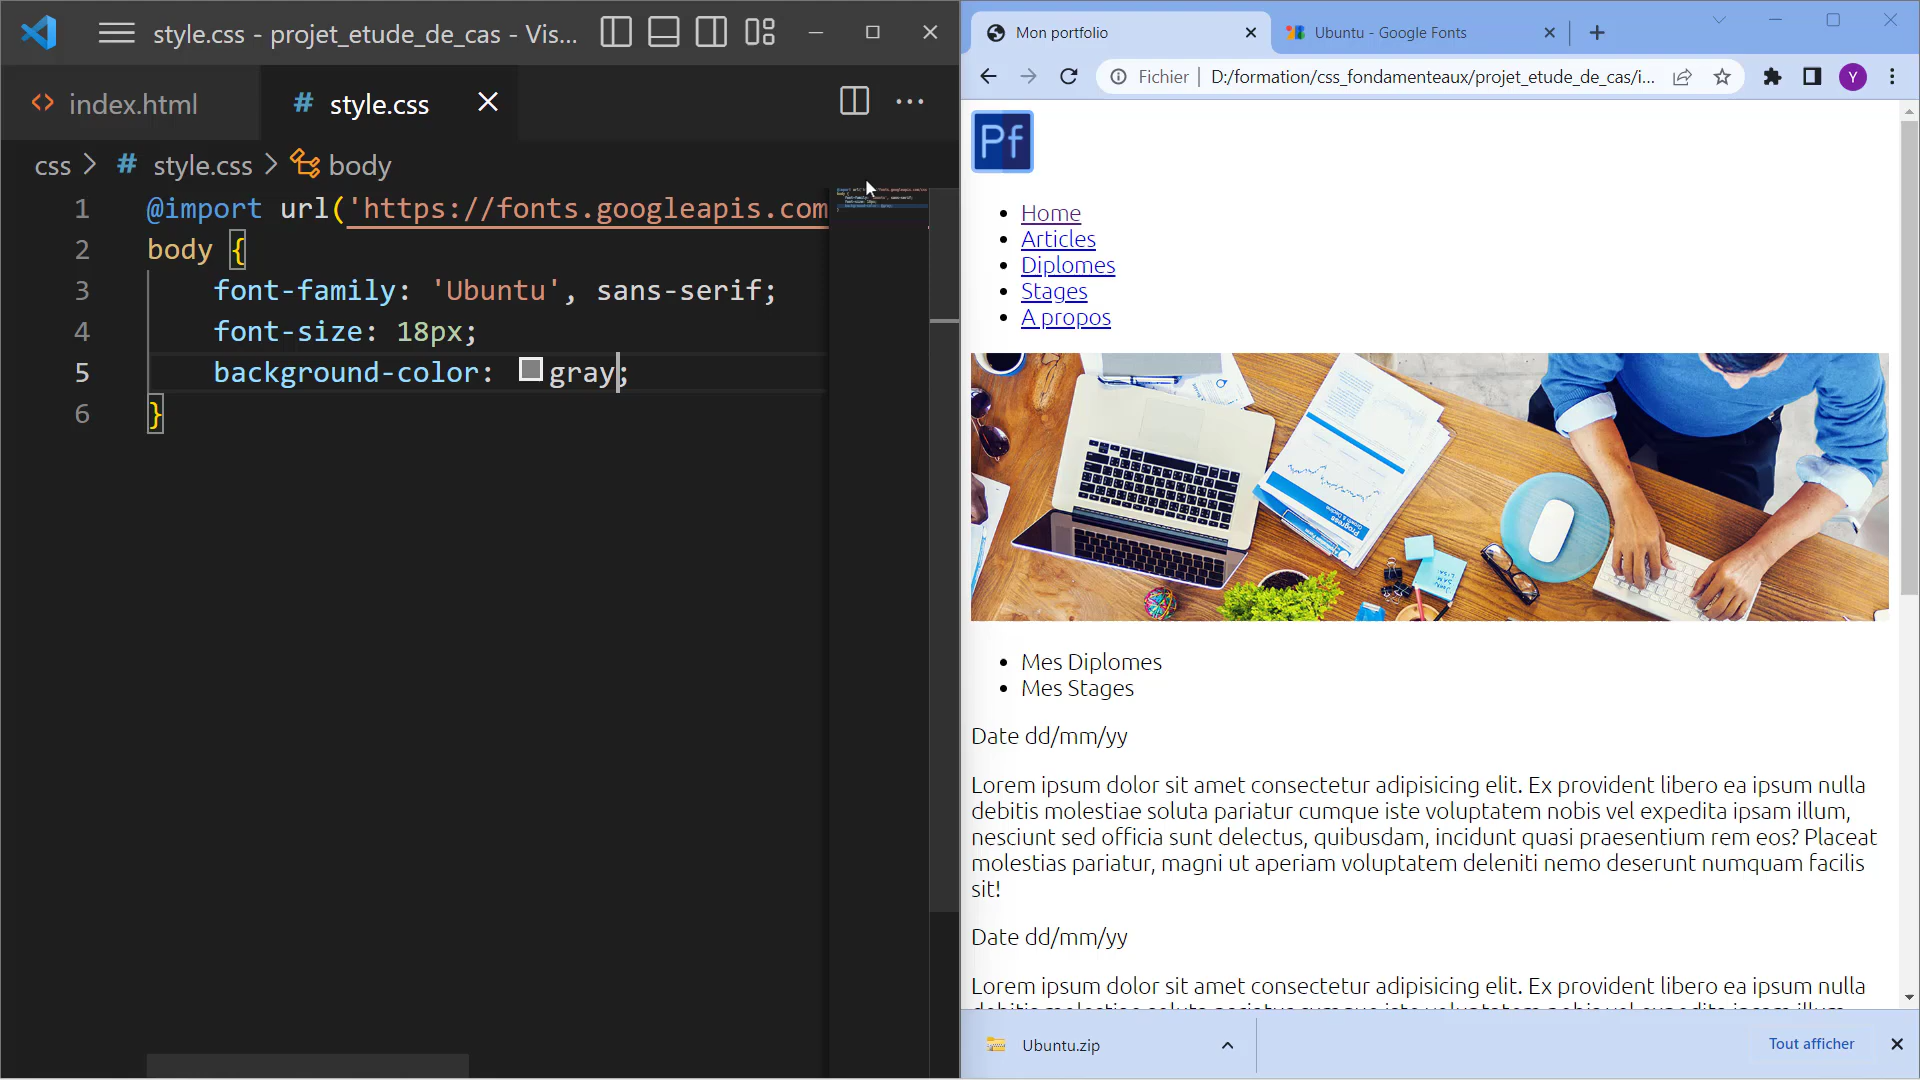 style.css - projet_etude_de_cas - Vis...
index.html
# style.css
css > # style.css > body
1 @import url('https://fonts.googleapis.com
2 body {
3 font-family: 'Ubuntu', sans-serif;
4 font-size: 18px;
5 background-color: gray;
6 }
Mon portfolio
Ubuntu - Google Fonts
Fichier | D:/formation/css_fondamenteaux/projet_etude_de_cas/i...
Y
Pf
Home
Articles
Diplomes
Stages
A propos
Mes Diplomes
Mes Stages
Date dd/mm/yy
Lorem ipsum dolor sit amet consectetur adipisicing elit. Ex provident libero ea ipsum nulla
debitis molestiae soluta pariatur cumque iste voluptatem nobis vel expedita ipsam illum,
nesciunt sed officia sunt delectus, quibusdam, incidunt quasi praesentium rem eos? Placeat
molestias pariatur, magni ut aperiam voluptatem deleniti nemo deserunt numquam facilis
sit!
Date dd/mm/yy
Lorem ipsum dolor sit amet consectetur adipisicing elit. Ex provident libero ea ipsum nulla
Ubuntu.zip
Tout afficher